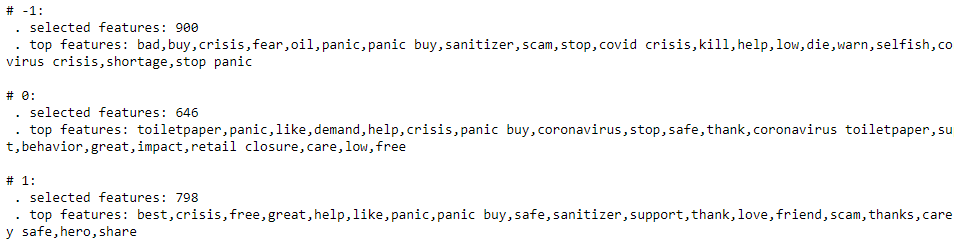 # -1:
 . selected features: 900
 . top features: bad,buy,crisis,fear,oil,panic,panic buy,sanitizer,scam,stop,covid crisis,kill,help,low,die,warn,selfish,co
virus crisis,shortage,stop panic

# 0:
 . selected features: 646
 . top features: toiletpaper,panic,like,demand,help,crisis,panic buy,coronavirus,stop,safe,thank,coronavirus toiletpaper,su
t,behavior,great,impact,retail closure,care,low,free

# 1:
 . selected features: 798
 . top features: best,crisis,free,great,help,like,panic,panic buy,safe,sanitizer,support,thank,love,friend,scam,thanks,care
y safe,hero,share